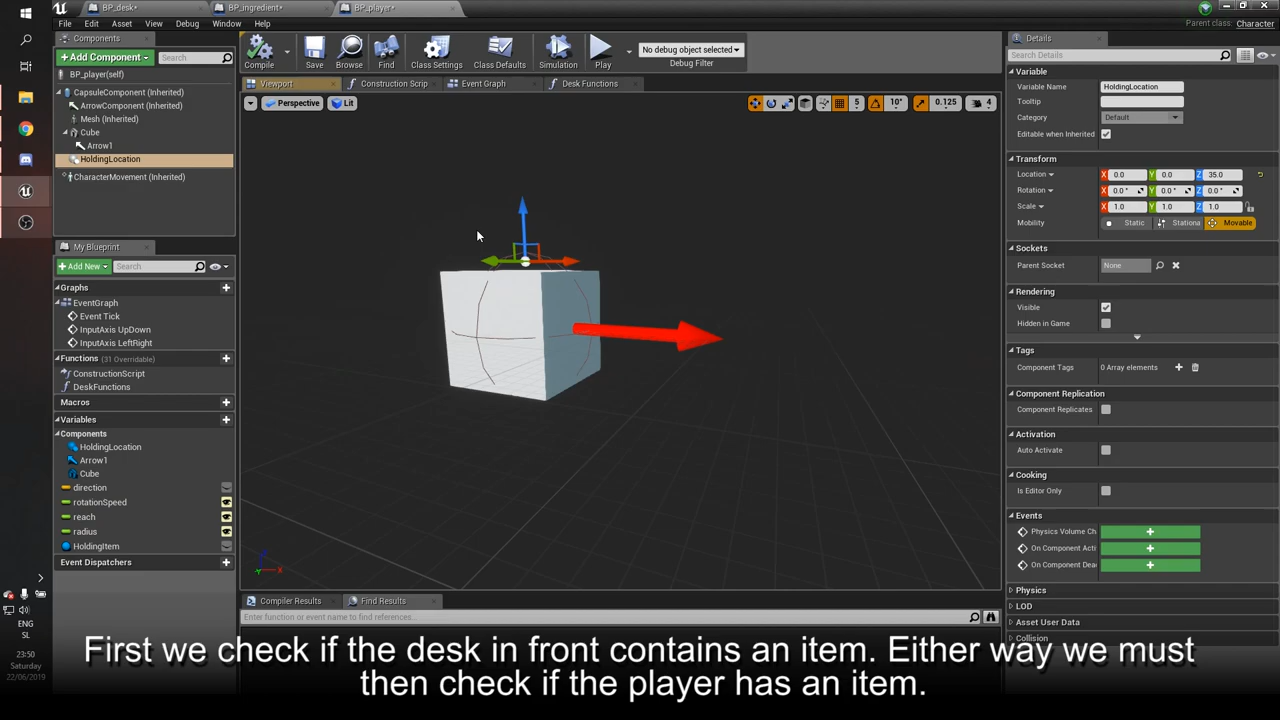 BP_desk*
BP_ingredient*
BP_player*
File Edit Asset View Debug Window Help
Parent class: Character
Components
+Add Component
Search
BP_player(self)
CapsuleComponent (Inherited)
ArrowComponent (Inherited)
Mesh (Inherited)
Cube
Arrow1
HoldingLocation
CharacterMovement (Inherited)
Compile
Save
Browse
Find
Class Settings
Class Defaults
Simulation
Play
No debug object selected
Debug Filter
Viewport
Construction Scrip
Event Graph
Desk Functions
Perspective
Lit
5
10°
0.125
4
My Blueprint
+Add New
Search
Graphs
EventGraph
Event Tick
InputAxis UpDown
InputAxis LeftRight
Functions (31 Overridable)
ConstructionScript
DeskFunctions
Macros
Variables
Components
HoldingLocation
Arrow1
Cube
direction
rotationSpeed
reach
radius
HoldingItem
Event Dispatchers
Compiler Results
Find Results
Enter function or event name to find references...
Details
Search Details
Variable
Variable Name HoldingLocation
Tooltip
Category Default
Editable when Inherited
Transform
Location X 0.0 Y 0.0 Z 35.0
Rotation X 0.0 ° Y 0.0 ° Z 0.0 °
Scale X 1.0 Y 1.0 Z 1.0
Mobility Static Stationa Movable
Sockets
Parent Socket None
Rendering
Visible
Hidden in Game
Tags
Component Tags 0 Array elements
Component Replication
Component Replicates
Activation
Auto Activate
Cooking
Is Editor Only
Events
Physics Volume Ch
On Component Acti
On Component Dea
Physics
LOD
Asset User Data
Collision
ENG
SL
23:50
Saturday
22/06/2019
First we check if the desk in front contains an item. Either way we must
then check if the player has an item.